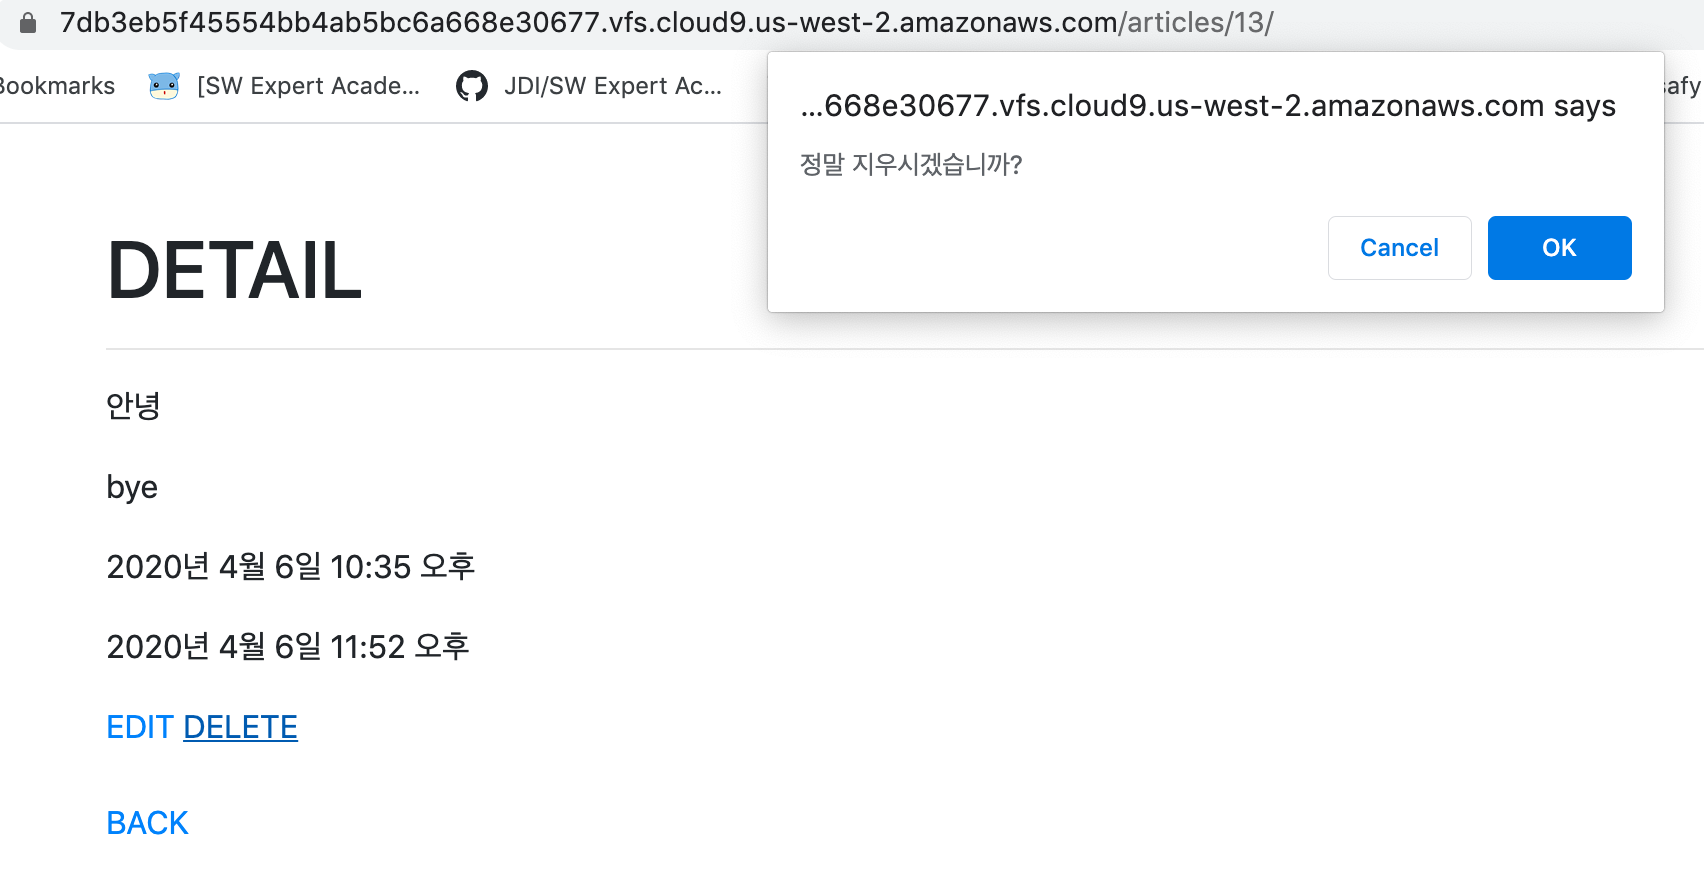 7db3eb5f45554bb4ab5bc6a668e30677.vfs.cloud9.us-west-2.amazonaws.com/articles/13/
Bookmarks [SW Expert Acade... JDI/SW Expert Ac... safy
...668e30677.vfs.cloud9.us-west-2.amazonaws.com says
정말 지우시겠습니까?
Cancel OK
DETAIL
안녕
bye
2020년 4월 6일 10:35 오후
2020년 4월 6일 11:52 오후
EDIT DELETE
BACK